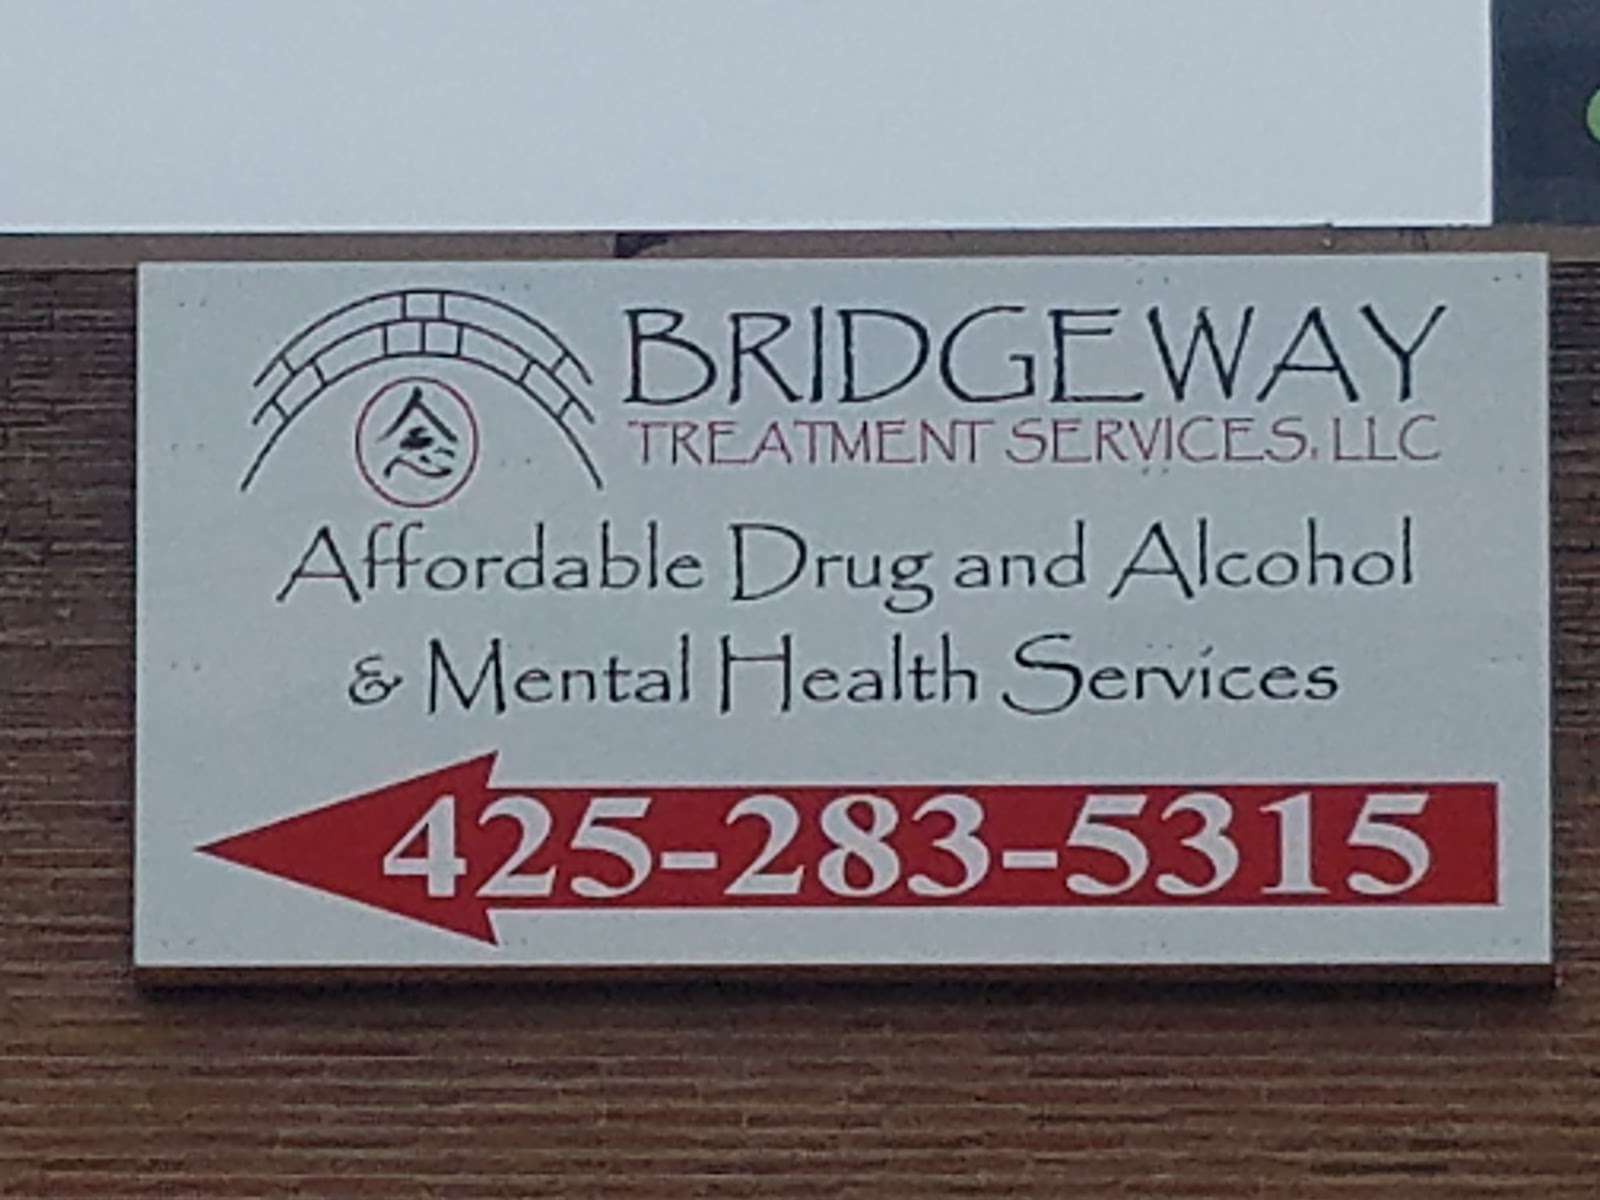 BRIDGEWAY
TREATMENT SERVICES, LLC
Affordable Drug and Alcohol
& Mental Health Services
425-283-5315